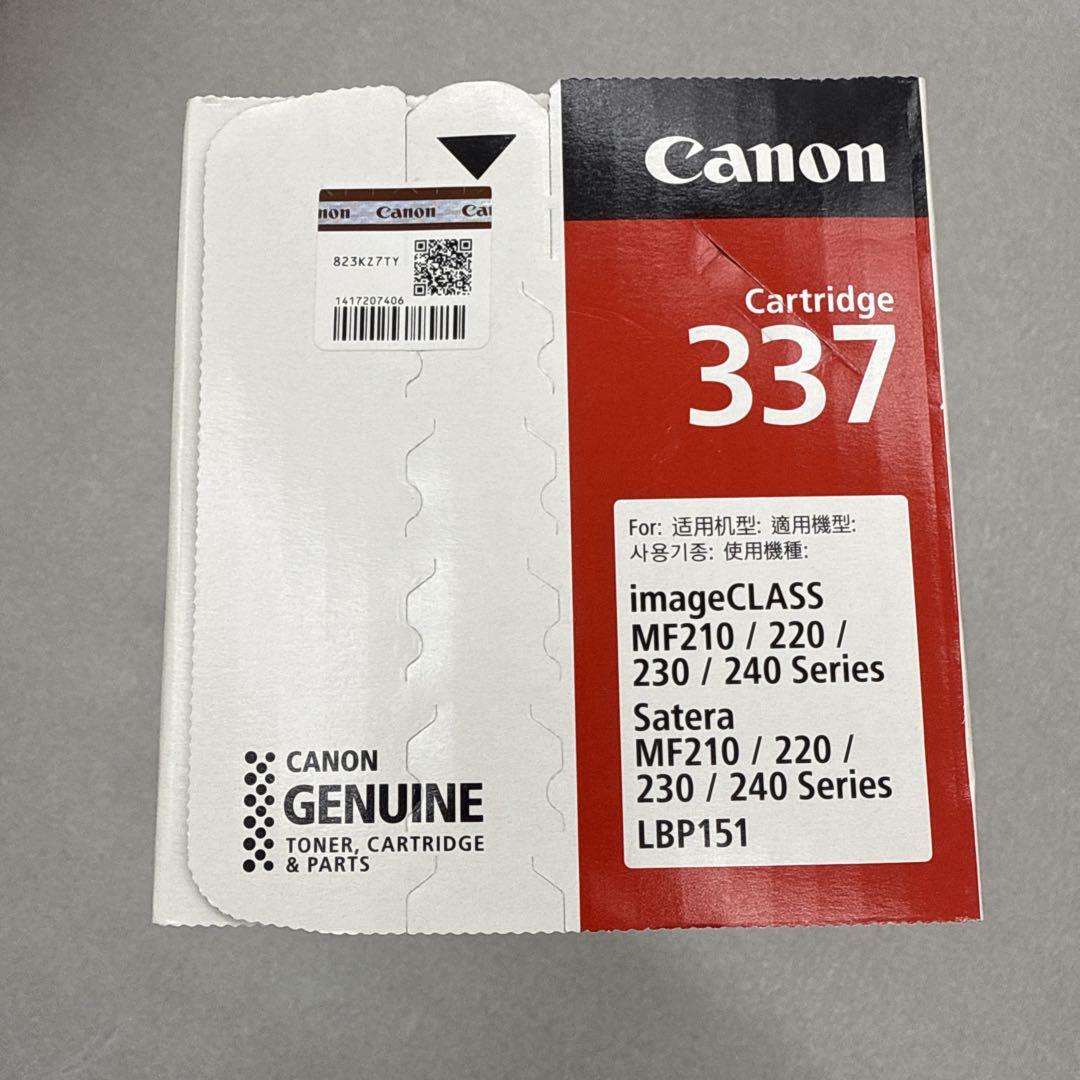 non Canon Ca
823KZ7TY
1417207406
Canon
Cartridge
337
For: 适用机型: 適用機型:
사용기종: 使用機種:
imageCLASS
MF210 / 220 /
230 / 240 Series
Satera
MF210 / 220 /
230 / 240 Series
LBP151
CANON
GENUINE
TONER, CARTRIDGE
& PARTS